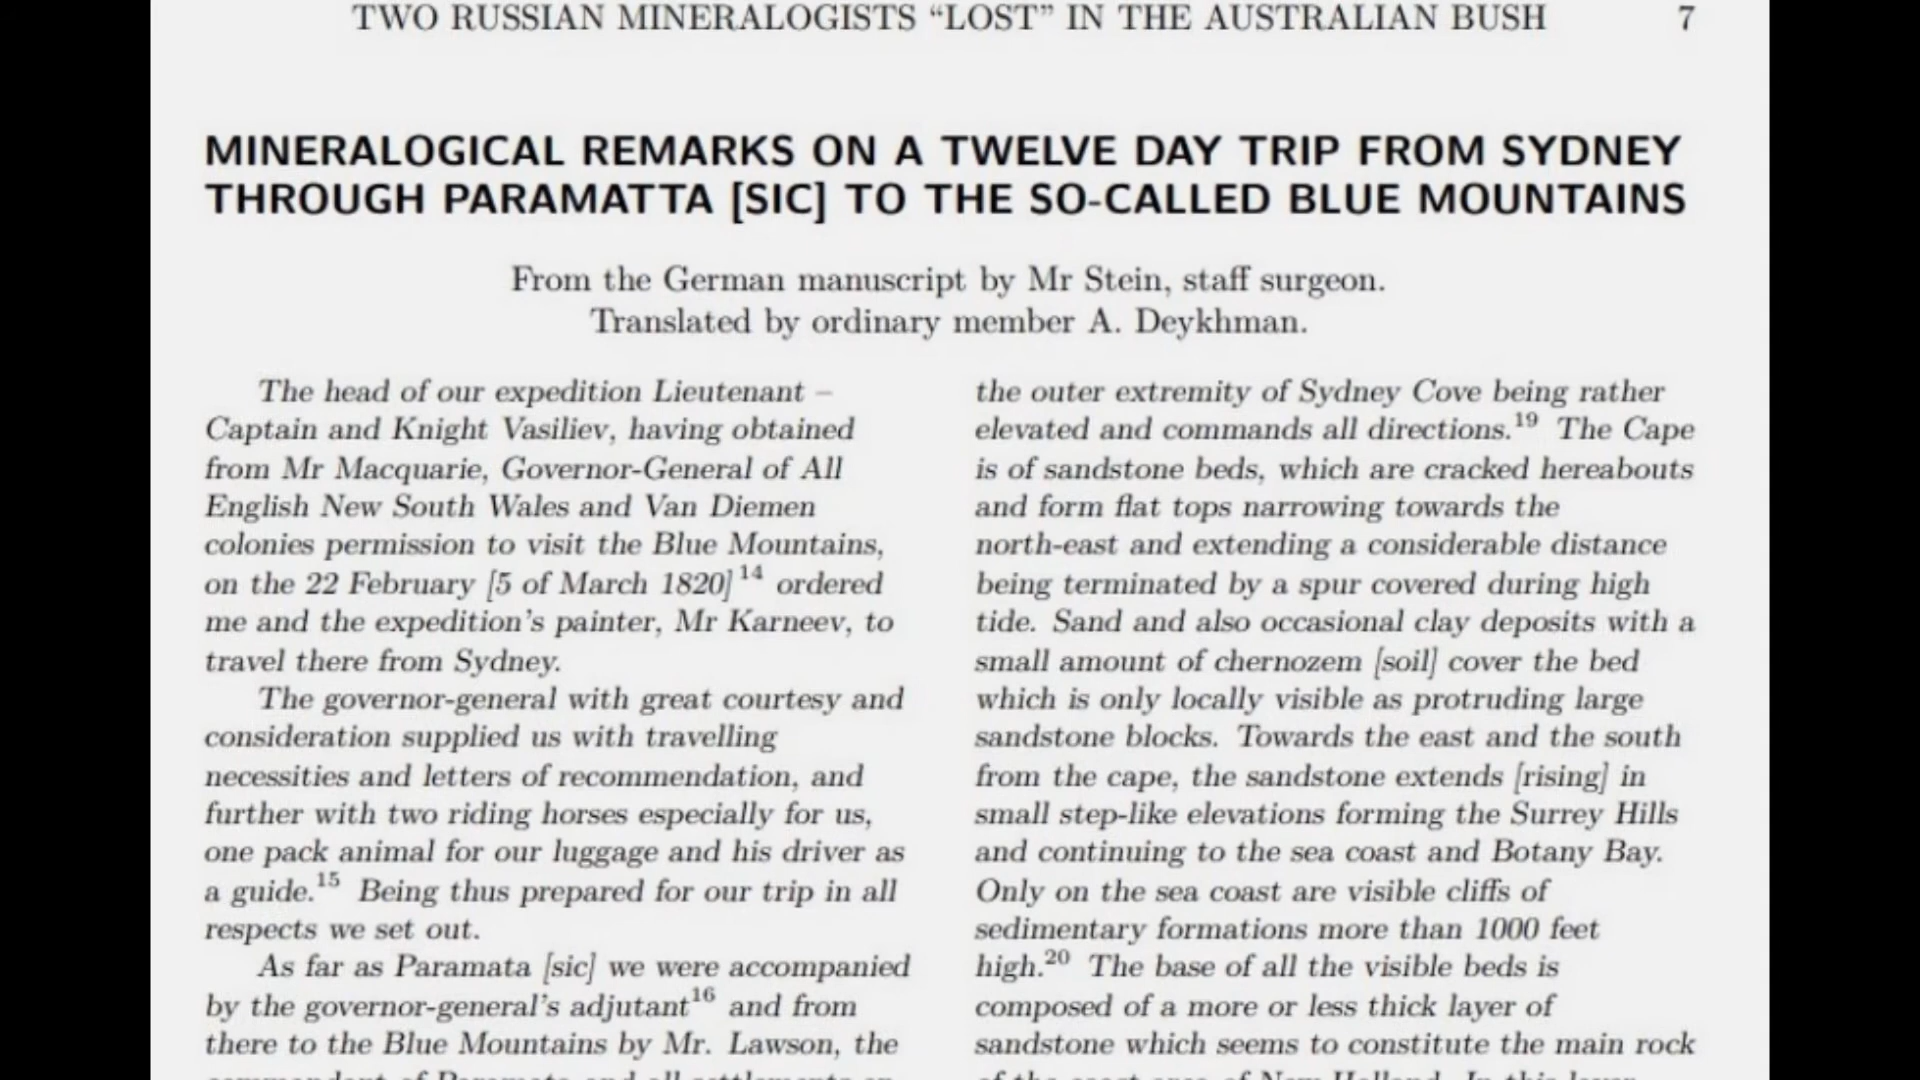 TWO RUSSIAN MINERALOGISTS “LOST” IN THE AUSTRALIAN BUSH 7
MINERALOGICAL REMARKS ON A TWELVE DAY TRIP FROM SYDNEY
THROUGH PARAMATTA [SIC] TO THE SO-CALLED BLUE MOUNTAINS
From the German manuscript by Mr Stein, staff surgeon.
Translated by ordinary member A. Deykhman.
The head of our expedition Lieutenant –
Captain and Knight Vasiliev, having obtained
from Mr Macquarie, Governor-General of All
English New South Wales and Van Diemen
colonies permission to visit the Blue Mountains,
on the 22 February [5 of March 1820]14 ordered
me and the expedition’s painter, Mr Karneev, to
travel there from Sydney.
The governor-general with great courtesy and
consideration supplied us with travelling
necessities and letters of recommendation, and
further with two riding horses especially for us,
one pack animal for our luggage and his driver as
a guide.15 Being thus prepared for our trip in all
respects we set out.
As far as Paramata [sic] we were accompanied
by the governor-general’s adjutant16 and from
there to the Blue Mountains by Mr. Lawson, the
the outer extremity of Sydney Cove being rather
elevated and commands all directions.19 The Cape
is of sandstone beds, which are cracked hereabouts
and form flat tops narrowing towards the
north-east and extending a considerable distance
being terminated by a spur covered during high
tide. Sand and also occasional clay deposits with a
small amount of chernozem [soil] cover the bed
which is only locally visible as protruding large
sandstone blocks. Towards the east and the south
from the cape, the sandstone extends [rising] in
small step-like elevations forming the Surrey Hills
and continuing to the sea coast and Botany Bay.
Only on the sea coast are visible cliffs of
sedimentary formations more than 1000 feet
high.20 The base of all the visible beds is
composed of a more or less thick layer of
sandstone which seems to constitute the main rock